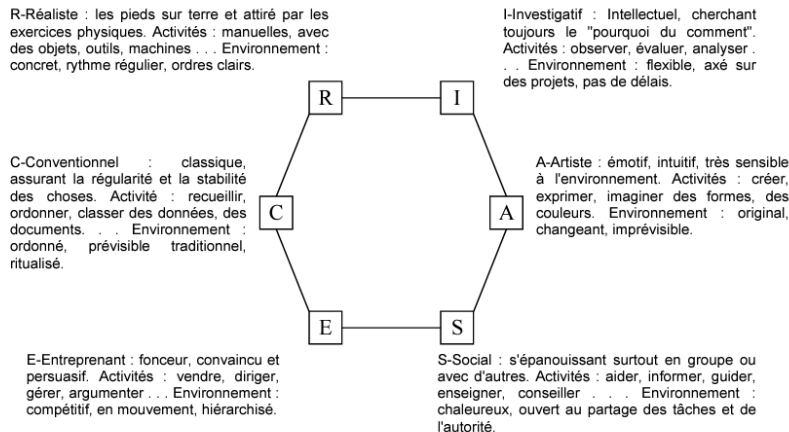 R-Réaliste : les pieds sur terre et attiré par les
exercices physiques. Activités : manuelles, avec
des objets, outils, machines . . . Environnement :
concret, rythme régulier, ordres clairs.
I-Investigatif : Intellectuel, cherchant
toujours le "pourquoi du comment".
Activités : observer, évaluer, analyser .
. . Environnement : flexible, axé sur
des projets, pas de délais.
R
I
C-Conventionnel : classique,
assurant la régularité et la stabilité
des choses. Activité : recueillir,
ordonner, classer des données, des
documents. . . Environnement :
ordonné, prévisible traditionnel,
ritualisé.
C
A
A-Artiste : émotif, intuitif, très sensible
à l'environnement. Activités : créer,
exprimer, imaginer des formes, des
couleurs. Environnement : original,
changeant, imprévisible.
E
S
E-Entreprenant : fonceur, convaincu et
persuasif. Activités : vendre, diriger,
gérer, argumenter . . . Environnement :
compétitif, en mouvement, hiérarchisé.
S-Social : s'épanouissant surtout en groupe ou
avec d'autres. Activités : aider, informer, guider,
enseigner, conseiller . . . Environnement :
chaleureux, ouvert au partage des tâches et de
l'autorité.